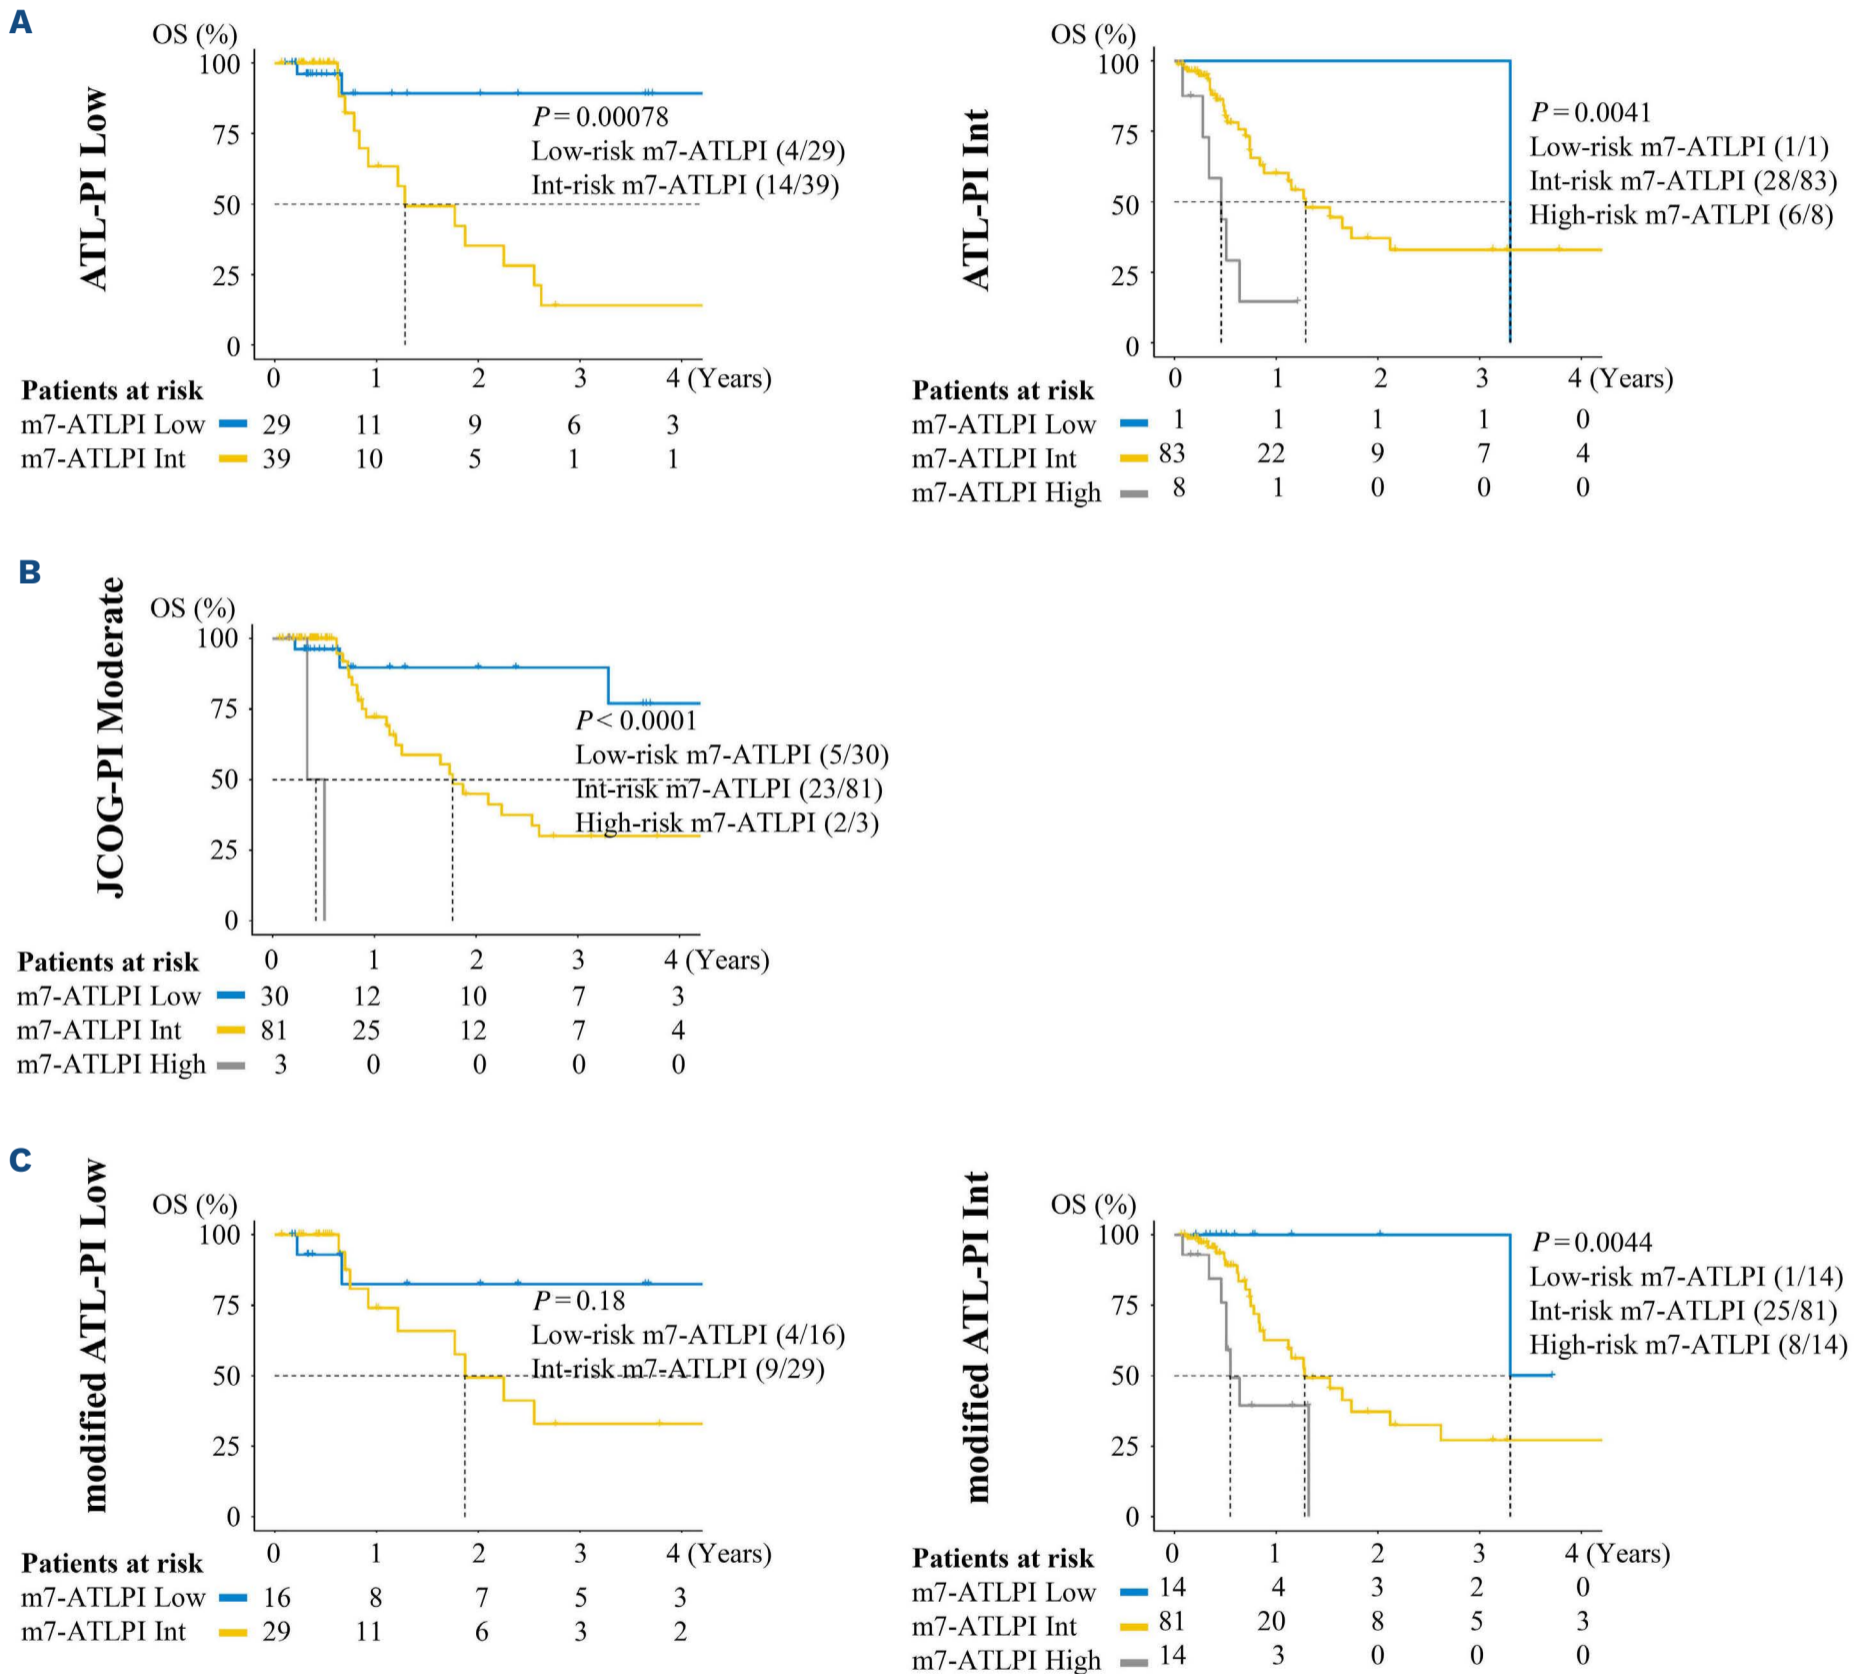 A
ATL-PI Low
OS (%)
100
75
50
25
0
P = 0.00078
Low-risk m7-ATLPI (4/29)
Int-risk m7-ATLPI (14/39)
0 1 2 3 4 (Years)
Patients at risk
m7-ATLPI Low 29 11 9 6 3
m7-ATLPI Int 39 10 5 1 1
ATL-PI Int
OS (%)
100
75
50
25
0
P = 0.0041
Low-risk m7-ATLPI (1/1)
Int-risk m7-ATLPI (28/83)
High-risk m7-ATLPI (6/8)
0 1 2 3 4 (Years)
Patients at risk
m7-ATLPI Low 1 1 1 1 0
m7-ATLPI Int 83 22 9 7 4
m7-ATLPI High 8 1 0 0 0
B
JCOG-PI Moderate
OS (%)
100
75
50
25
0
P < 0.0001
Low-risk m7-ATLPI (5/30)
Int-risk m7-ATLPI (23/81)
High-risk m7-ATLPI (2/3)
0 1 2 3 4 (Years)
Patients at risk
m7-ATLPI Low 30 12 10 7 3
m7-ATLPI Int 81 25 12 7 4
m7-ATLPI High 3 0 0 0 0
C
modified ATL-PI Low
OS (%)
100
75
50
25
0
P = 0.18
Low-risk m7-ATLPI (4/16)
Int-risk m7-ATLPI (9/29)
0 1 2 3 4 (Years)
Patients at risk
m7-ATLPI Low 16 8 7 5 3
m7-ATLPI Int 29 11 6 3 2
modified ATL-PI Int
OS (%)
100
75
50
25
0
P = 0.0044
Low-risk m7-ATLPI (1/14)
Int-risk m7-ATLPI (25/81)
High-risk m7-ATLPI (8/14)
0 1 2 3 4 (Years)
Patients at risk
m7-ATLPI Low 14 4 3 2 0
m7-ATLPI Int 81 20 8 5 3
m7-ATLPI High 14 3 0 0 0